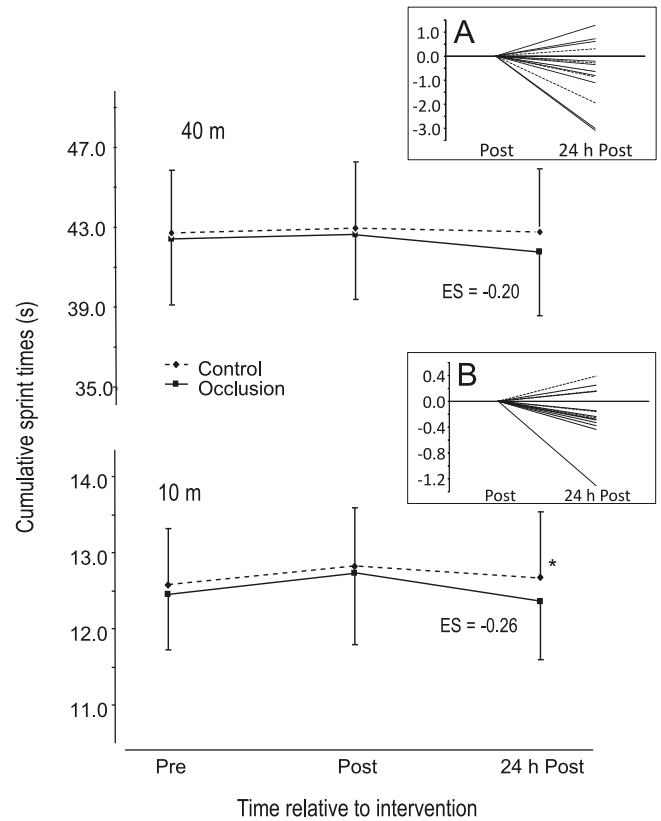 1.0
0.0
-1.0
-2.0
-3.0
A
Post
24 h Post
40 m
47.0
43.0
39.0
35.0
ES = -0.20
Control
Occlusion
0.4
0.0
-0.4
-0.8
-1.2
B
Post
24 h Post
10 m
14.0
13.0
12.0
11.0
*
ES = -0.26
Cumulative sprint times (s)
Pre
Post
24 h Post
Time relative to intervention